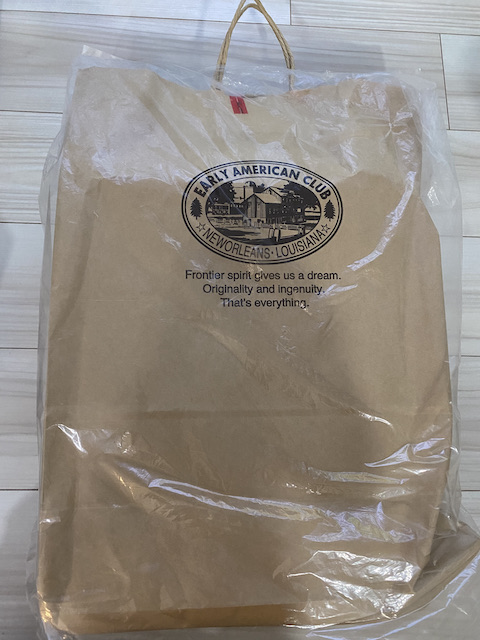 EARLY AMERICAN CLUB
NEWORLEANS · LOUISIANA
Frontier spirit gives us a dream.
Originality and ingenuity.
That's everything.